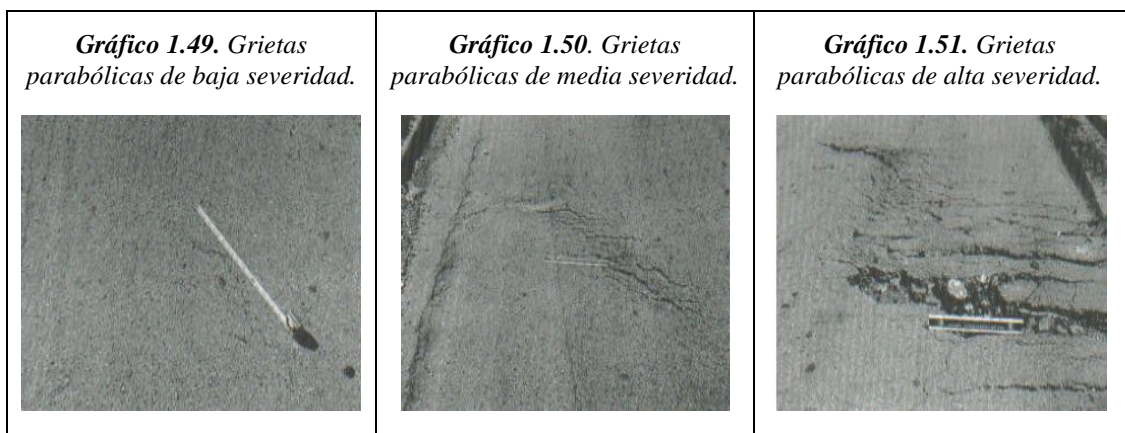 Gráfico 1.49. Grietas
parabólicas de baja severidad.
Gráfico 1.50. Grietas
parabólicas de media severidad.
Gráfico 1.51. Grietas
parabólicas de alta severidad.